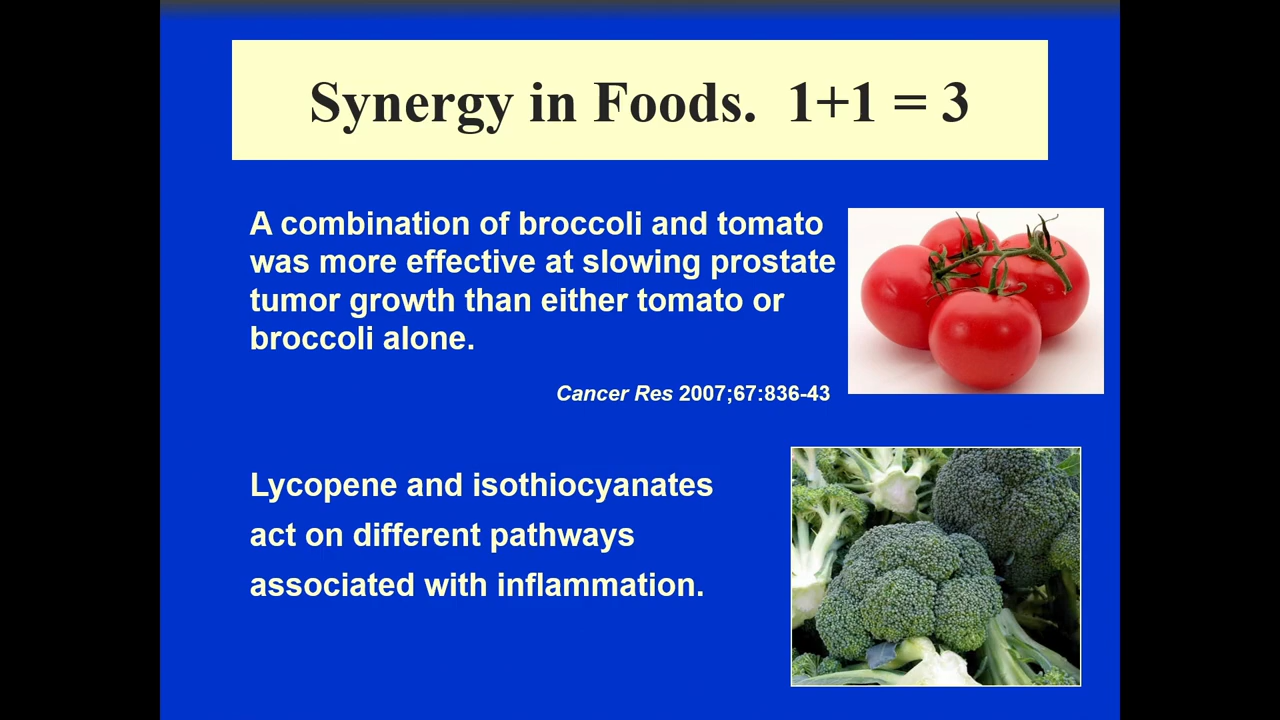 Synergy in Foods.  1+1 = 3
A combination of broccoli and tomato
was more effective at slowing prostate
tumor growth than either tomato or
broccoli alone.
Cancer Res 2007;67:836-43
Lycopene and isothiocyanates
act on different pathways
associated with inflammation.